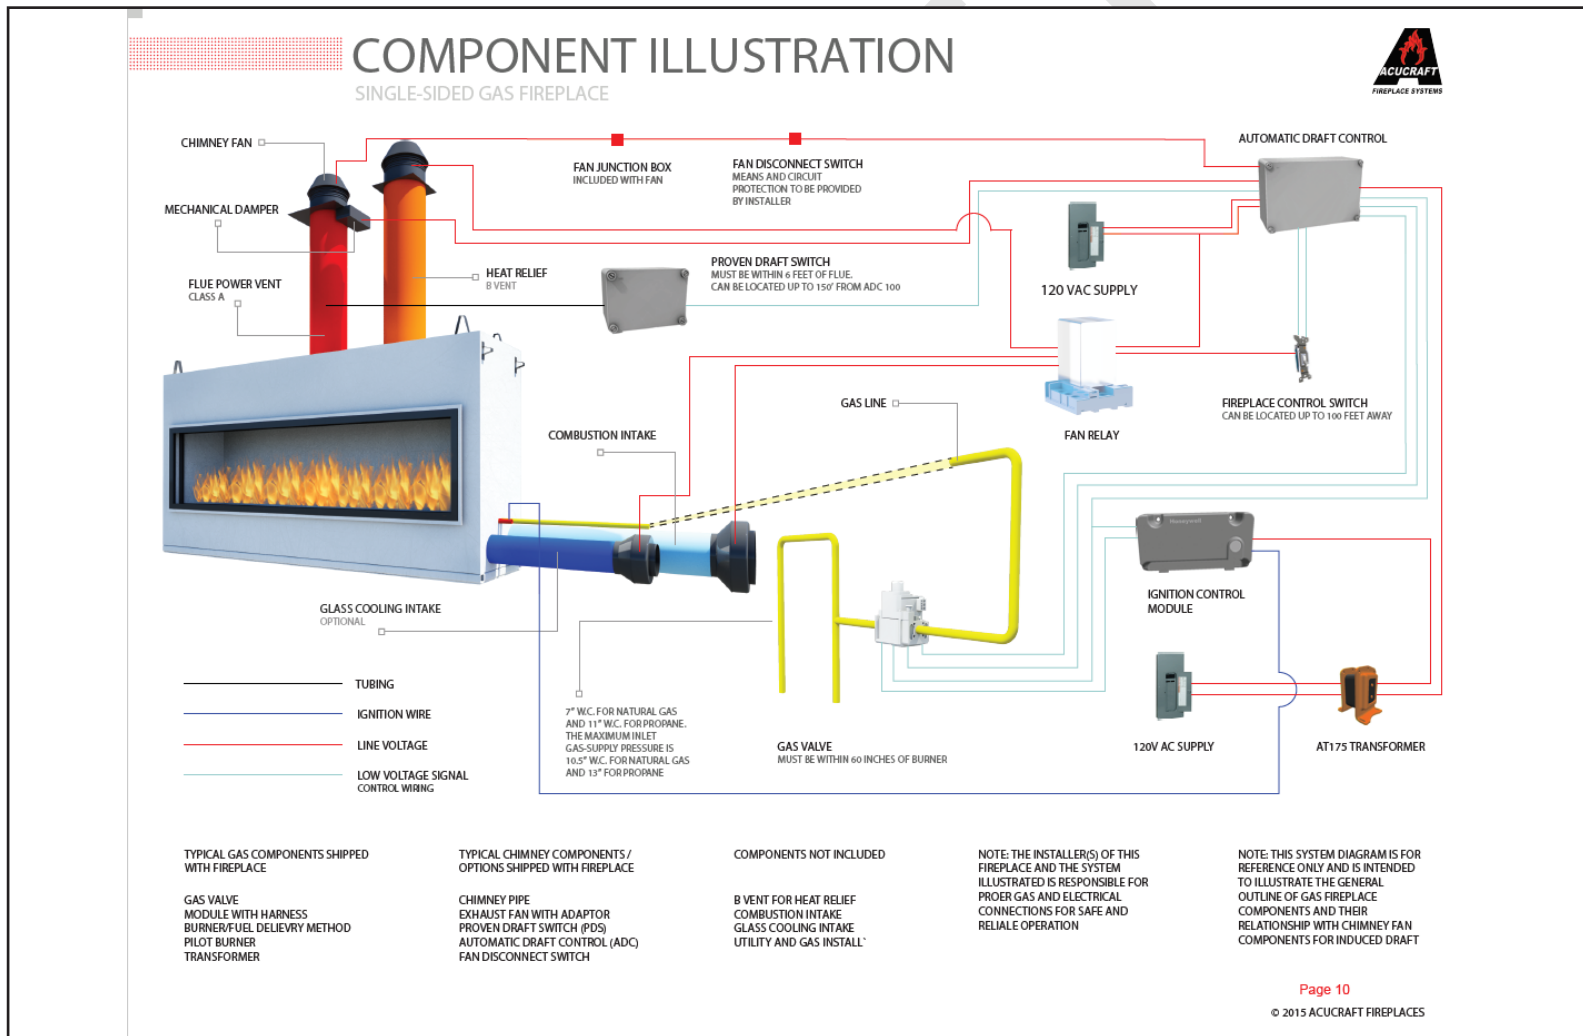 COMPONENT ILLUSTRATION
SINGLE-SIDED GAS FIREPLACE
ACUCRAFT
FIREPLACE SYSTEMS
CHIMNEY FAN
FAN JUNCTION BOX
INCLUDED WITH FAN
FAN DISCONNECT SWITCH
MEANS AND CIRCUIT
PROTECTION TO BE PROVIDED
BY INSTALLER
AUTOMATIC DRAFT CONTROL
MECHANICAL DAMPER
FLUE POWER VENT
CLASS A
HEAT RELIEF
B VENT
PROVEN DRAFT SWITCH
MUST BE WITHIN 6 FEET OF FLUE.
CAN BE LOCATED UP TO 150' FROM ADC 100
120 VAC SUPPLY
GAS LINE
FIREPLACE CONTROL SWITCH
CAN BE LOCATED UP TO 100 FEET AWAY
FAN RELAY
COMBUSTION INTAKE
Honeywell
IGNITION CONTROL
MODULE
GLASS COOLING INTAKE
OPTIONAL
TUBING
IGNITION WIRE
LINE VOLTAGE
LOW VOLTAGE SIGNAL
CONTROL WIRING
7" W.C. FOR NATURAL GAS
AND 11" W.C. FOR PROPANE.
THE MAXIMUM INLET
GAS-SUPPLY PRESSURE IS
10.5" W.C. FOR NATURAL GAS
AND 13" FOR PROPANE
GAS VALVE
MUST BE WITHIN 60 INCHES OF BURNER
120V AC SUPPLY
AT175 TRANSFORMER
TYPICAL GAS COMPONENTS SHIPPED
WITH FIREPLACE
GAS VALVE
MODULE WITH HARNESS
BURNER/FUEL DELIEVRY METHOD
PILOT BURNER
TRANSFORMER
TYPICAL CHIMNEY COMPONENTS /
OPTIONS SHIPPED WITH FIREPLACE
CHIMNEY PIPE
EXHAUST FAN WITH ADAPTOR
PROVEN DRAFT SWITCH (PDS)
AUTOMATIC DRAFT CONTROL (ADC)
FAN DISCONNECT SWITCH
COMPONENTS NOT INCLUDED
B VENT FOR HEAT RELIEF
COMBUSTION INTAKE
GLASS COOLING INTAKE
UTILITY AND GAS INSTALL`
NOTE: THE INSTALLER(S) OF THIS
FIREPLACE AND THE SYSTEM
ILLUSTRATED IS RESPONSIBLE FOR
PROER GAS AND ELECTRICAL
CONNECTIONS FOR SAFE AND
RELIALE OPERATION
NOTE: THIS SYSTEM DIAGRAM IS FOR
REFERENCE ONLY AND IS INTENDED
TO ILLUSTRATE THE GENERAL
OUTLINE OF GAS FIREPLACE
COMPONENTS AND THEIR
RELATIONSHIP WITH CHIMNEY FAN
COMPONENTS FOR INDUCED DRAFT
Page 10
© 2015 ACUCRAFT FIREPLACES